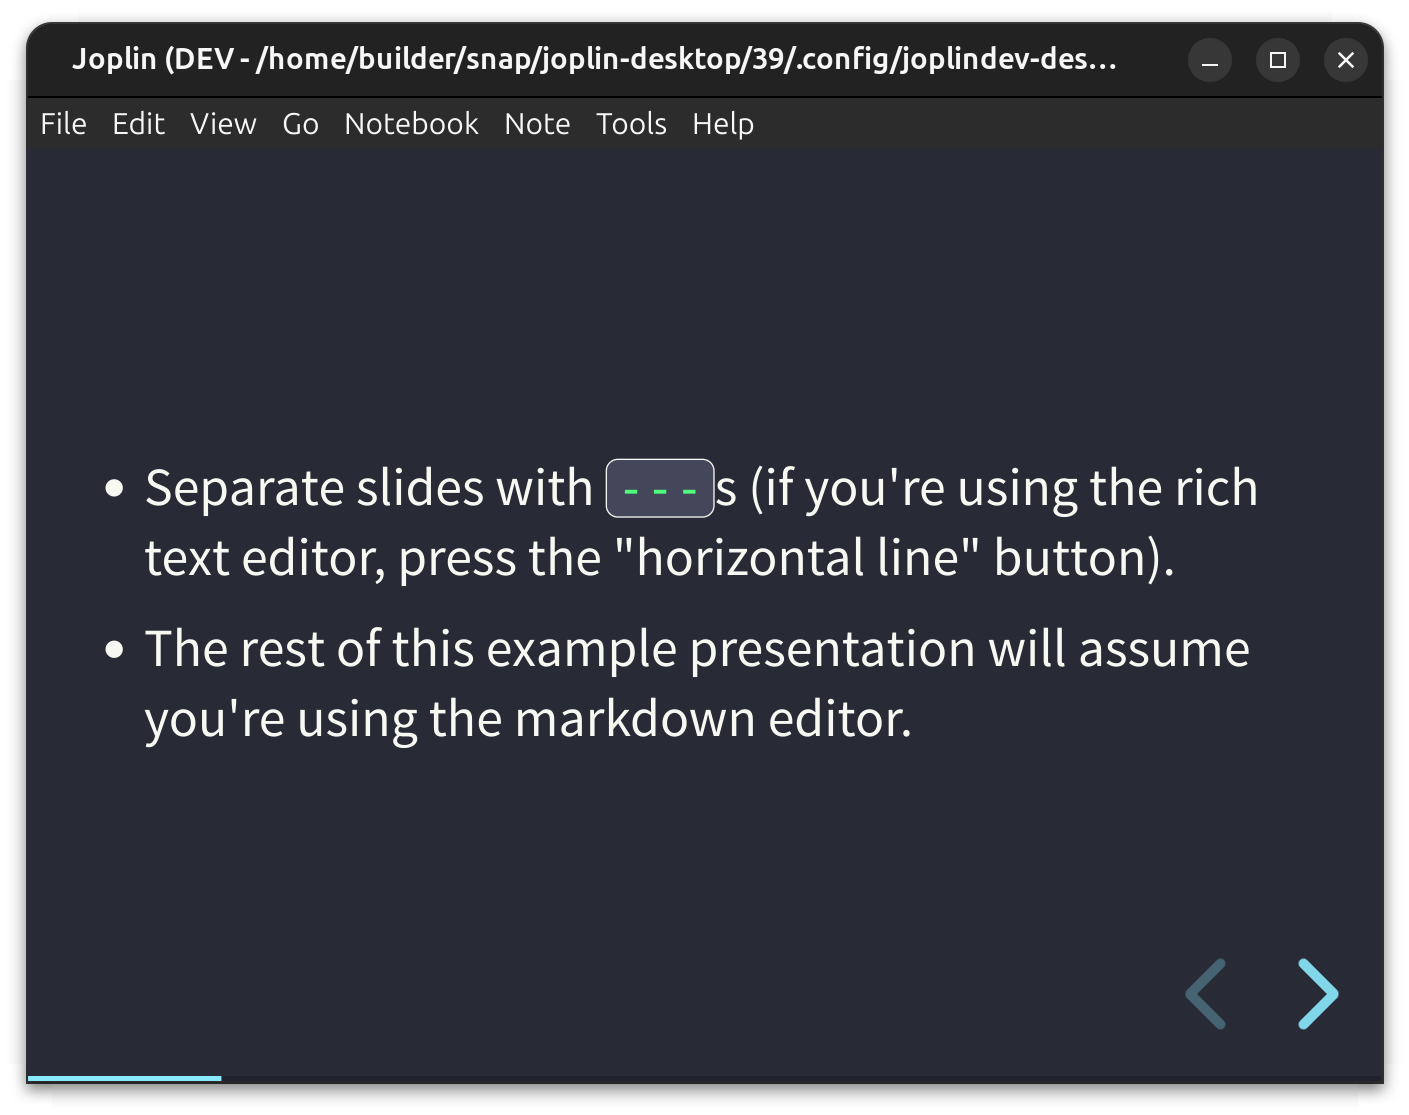 Joplin (DEV - /home/builder/snap/joplin-desktop/39/.config/joplindev-des...
File Edit View Go Notebook Note Tools Help
• Separate slides with ---s (if you're using the rich
text editor, press the "horizontal line" button).
• The rest of this example presentation will assume
you're using the markdown editor.